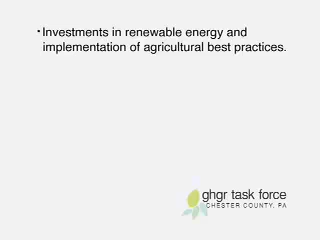 • Investments in renewable energy and
implementation of agricultural best practices.
ghgr task force
CHESTER COUNTY, PA